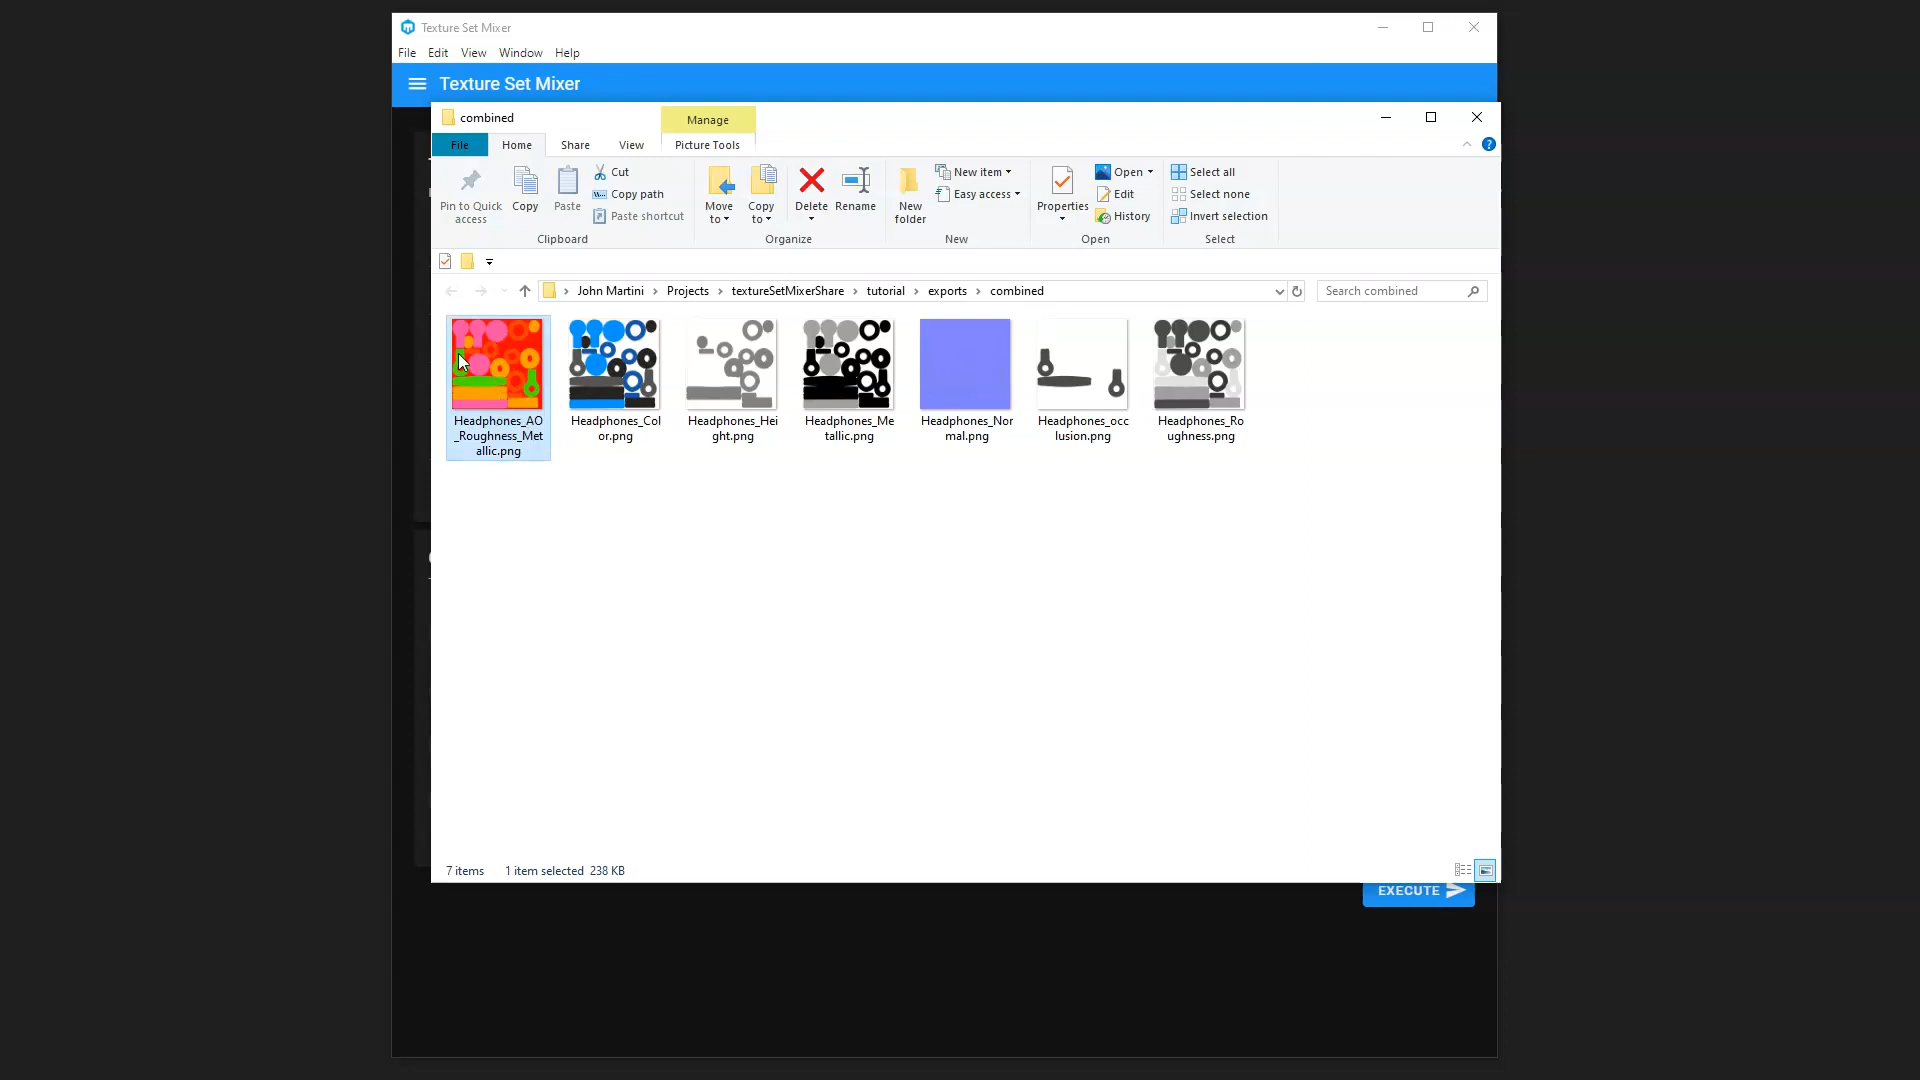 Texture Set Mixer
File Edit View Window Help
Texture Set Mixer
combined
Manage
File Home Share View Picture Tools
Pin to Quick
access
Copy
Paste
Cut
Copy path
Paste shortcut
Clipboard
Move
to
Copy
to
Delete
Rename
Organize
New
folder
New item
Easy access
New
Properties
Open
Edit
History
Open
Select all
Select none
Invert selection
Select
John Martini › Projects › textureSetMixerShare › tutorial › exports › combined
Search combined
Headphones_AO
_Roughness_Met
allic.png
Headphones_Col
or.png
Headphones_Hei
ght.png
Headphones_Me
tallic.png
Headphones_Nor
mal.png
Headphones_occ
lusion.png
Headphones_Ro
ughness.png
7 items 1 item selected 238 KB
EXECUTE